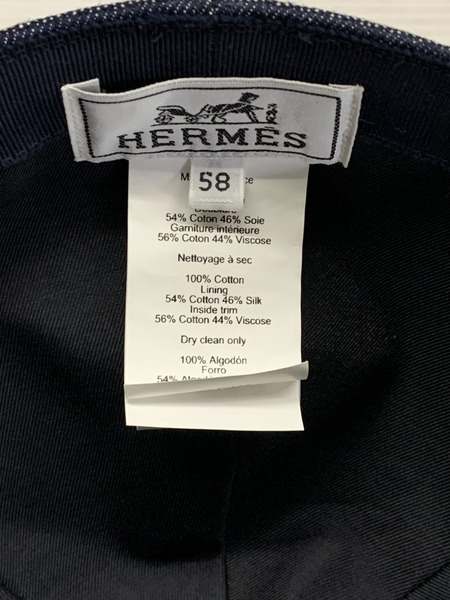 HERMÈS
58
54% Coton 46% Soie
Garniture intérieure
56% Coton 44% Viscose
Nettoyage à sec
100% Cotton
Lining
54% Cotton 46% Silk
Inside trim
56% Cotton 44% Viscose
Dry clean only
100% Algodón
Forro
54%